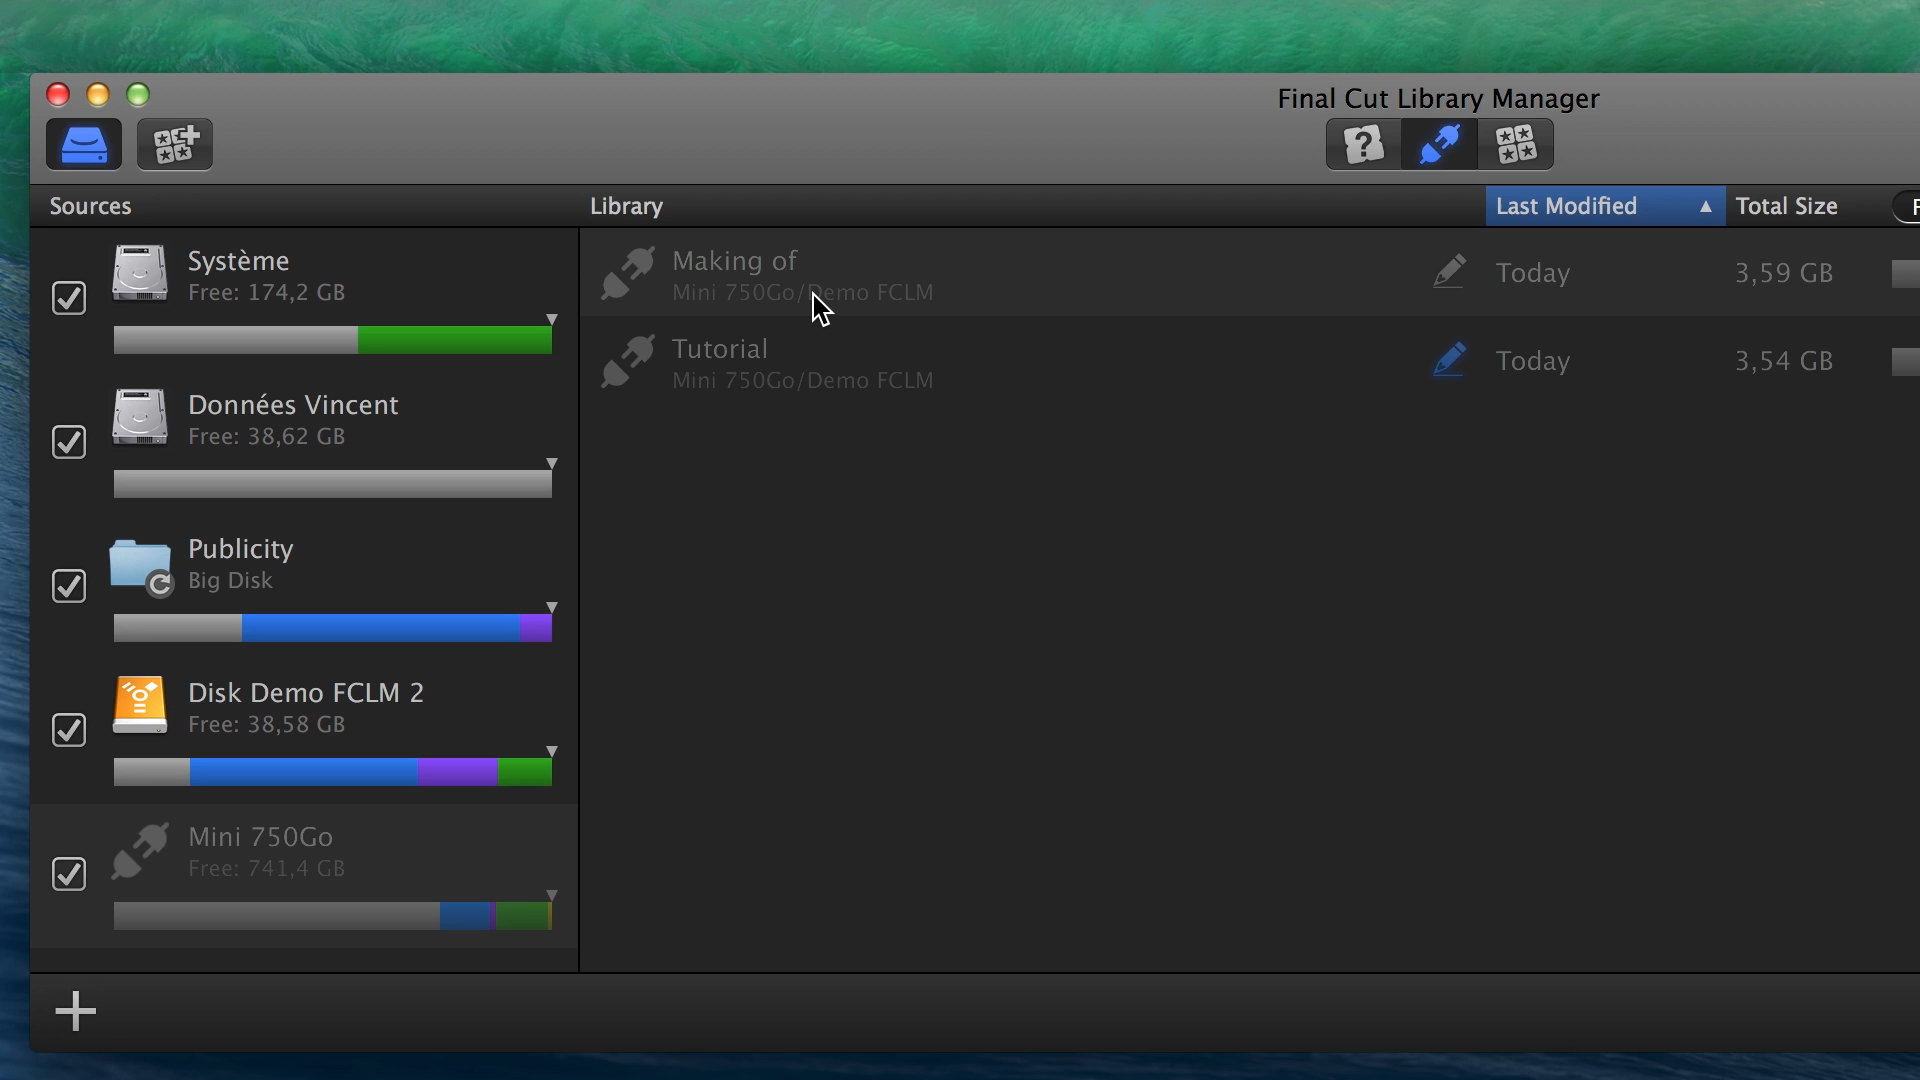 Final Cut Library Manager
Sources
Library
Last Modified
Total Size
Système
Free: 174,2 GB
Données Vincent
Free: 38,62 GB
Publicity
Big Disk
Disk Demo FCLM 2
Free: 38,58 GB
Mini 750Go
Free: 741,4 GB
Making of
Mini 750Go/Demo FCLM
Today
3,59 GB
Tutorial
Mini 750Go/Demo FCLM
Today
3,54 GB